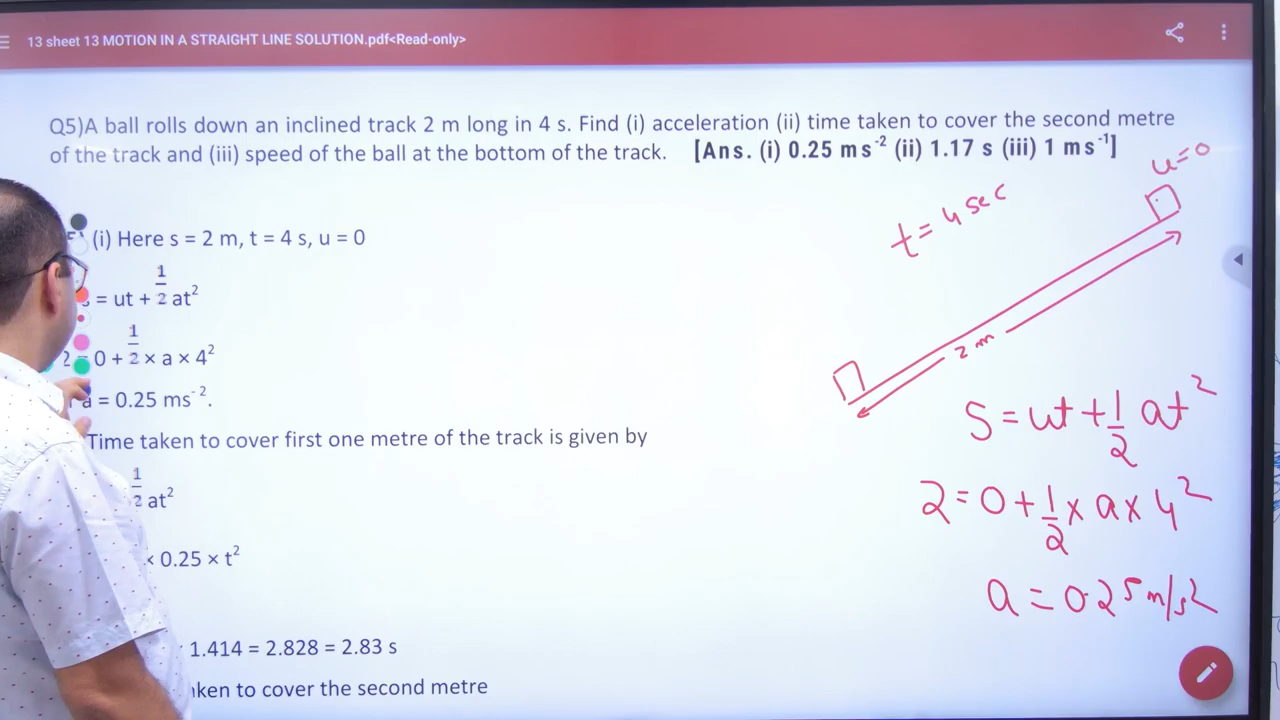 13 sheet 13 MOTION IN A STRAIGHT LINE SOLUTION.pdf<Read-only>
Q5)A ball rolls down an inclined track 2 m long in 4 s. Find (i) acceleration (ii) time taken to cover the second metre
of the track and (iii) speed of the ball at the bottom of the track. [Ans. (i) 0.25 ms⁻² (ii) 1.17 s (iii) 1 ms⁻¹]
u=0
t = 4 sec
2 m
(i) Here s = 2 m, t = 4 s, u = 0
= ut + 1/2 at²
0 + 1/2 × a × 4²
a = 0.25 ms⁻².
Time taken to cover first one metre of the track is given by
1/2 at²
× 0.25 × t²
1.414 = 2.828 = 2.83 s
to cover the second metre
S = ut + 1/2 at²
2 = 0 + 1/2 × a × 4²
a = 0.25 m/s²